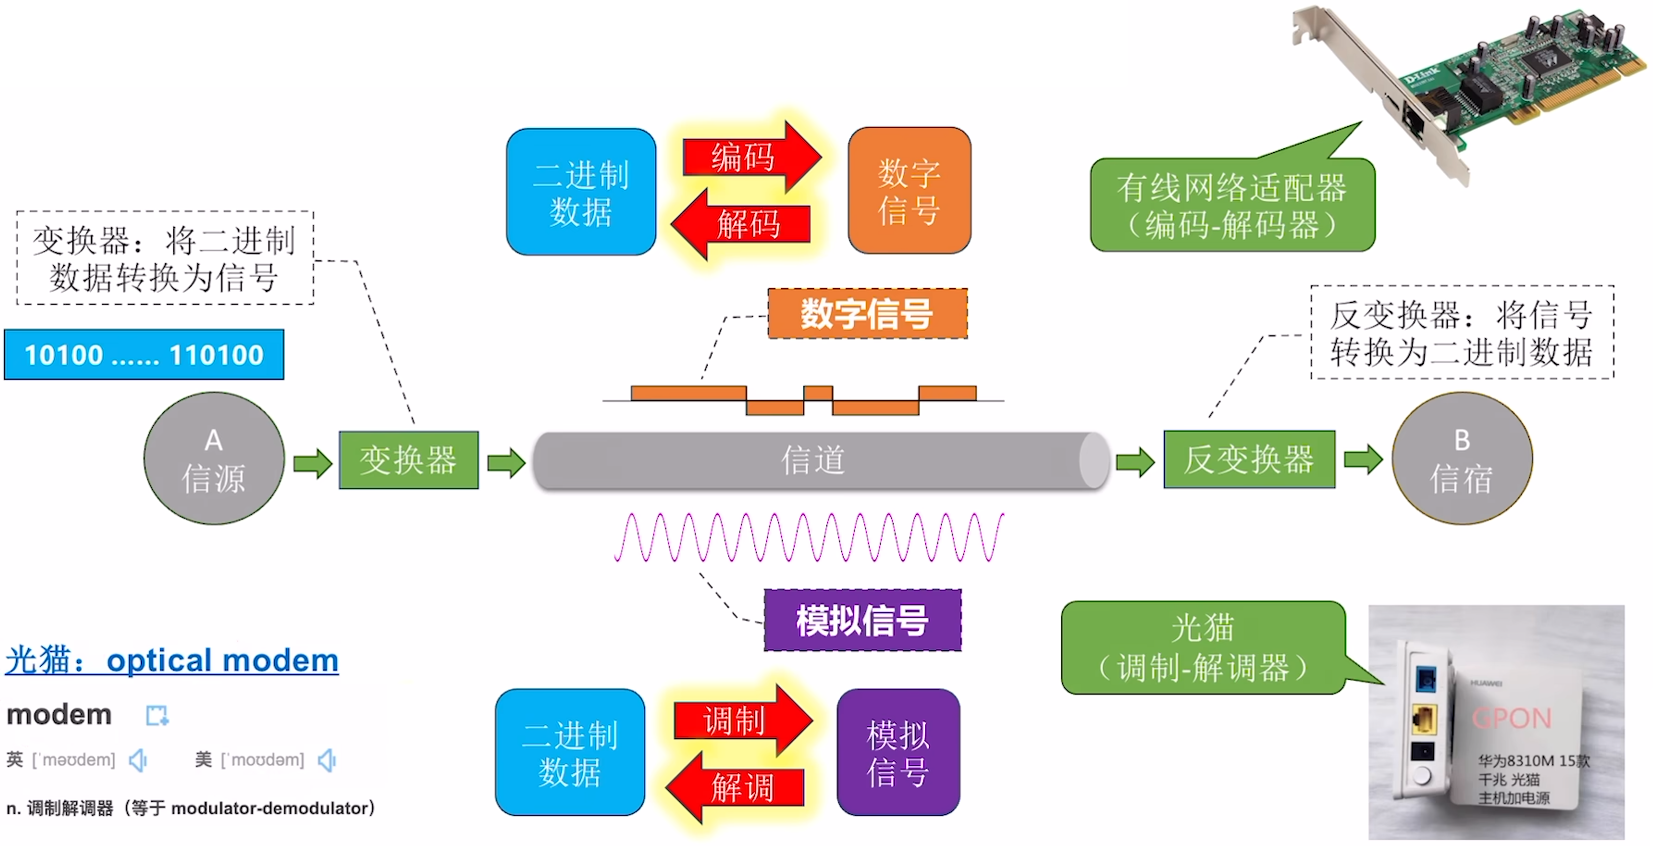 D-Link
二进制
数据
编码
解码
数字
信号
有线网络适配器
（编码-解码器）
变换器：将二进制
数据转换为信号
数字信号
反变换器：将信号
转换为二进制数据
10100 …… 110100
A
信源
变换器
信道
反变换器
B
信宿
模拟信号
光猫
（调制-解调器）
光猫：optical modem
modem
英 [ˈməʊdem]
美 [ˈmoʊdəm]
n. 调制解调器（等于 modulator-demodulator）
二进制
数据
调制
解调
模拟
信号
HUAWEI
GPON
华为8310M 15款
千兆 光猫
主机加电源